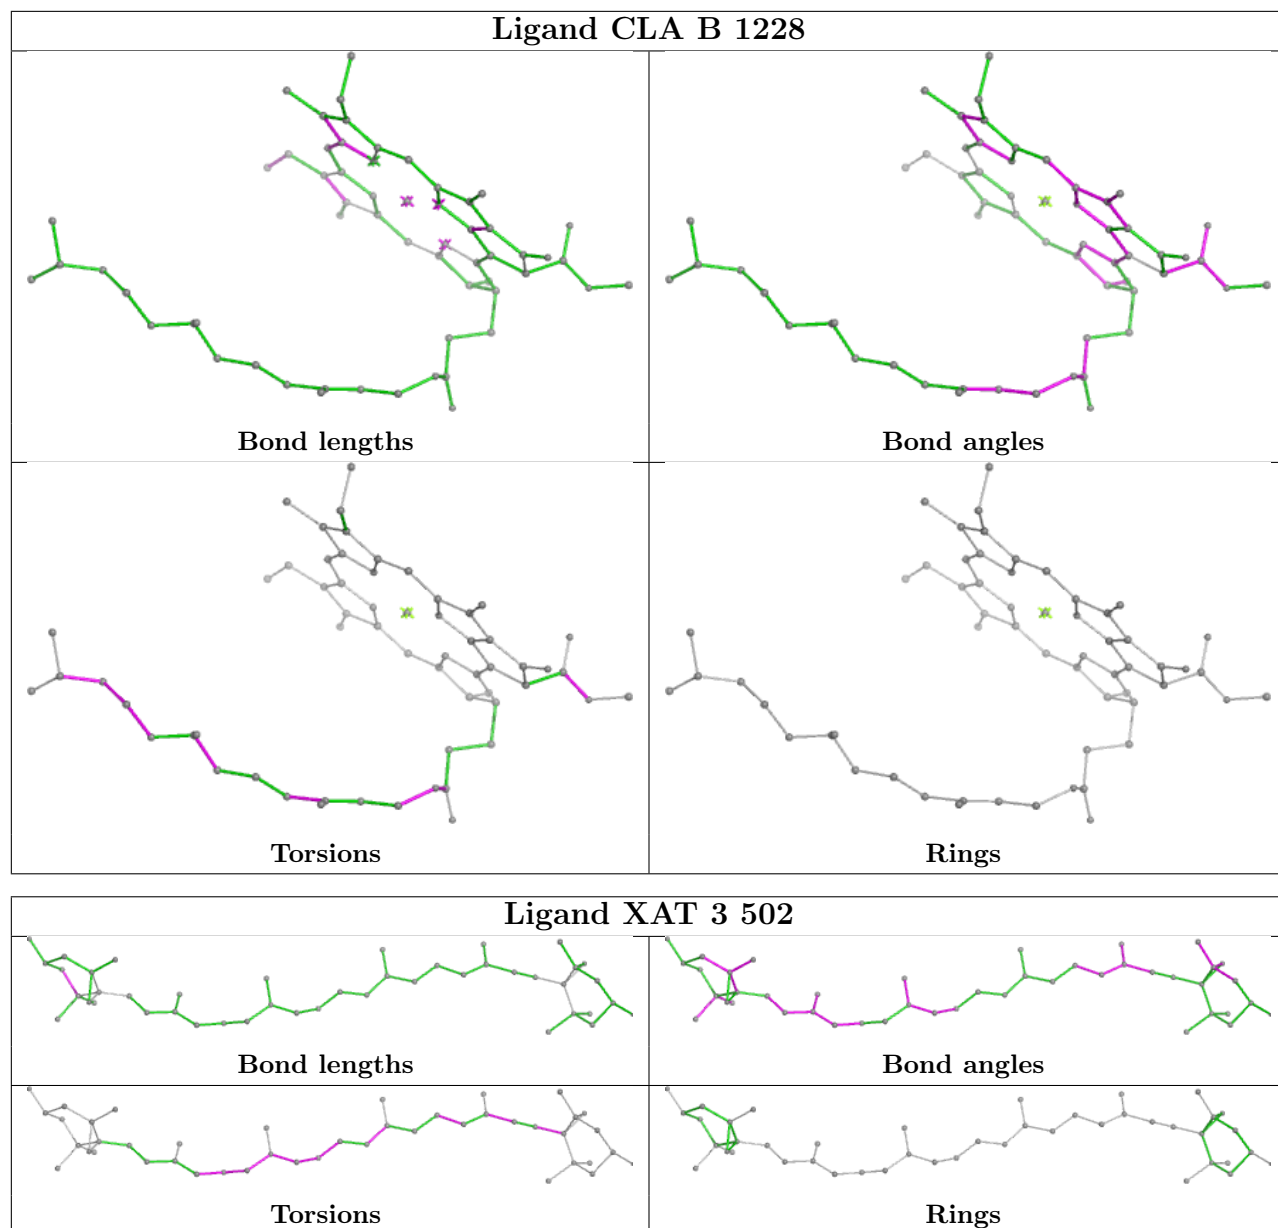 Ligand CLA B 1228
Bond lengths
Bond angles
Torsions
Rings
Ligand XAT 3 502
Bond lengths
Bond angles
Torsions
Rings